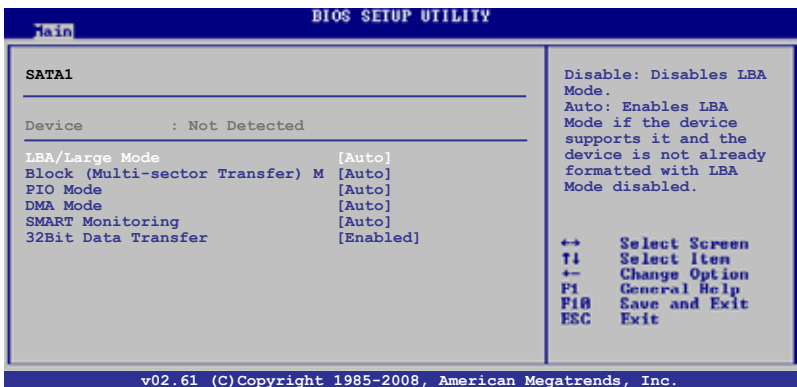 BIOS SETUP UTILITY
Main
SATA1
Device : Not Detected
LBA/Large Mode [Auto]
Block (Multi-sector Transfer) M [Auto]
PIO Mode [Auto]
DMA Mode [Auto]
SMART Monitoring [Auto]
32Bit Data Transfer [Enabled]
Disable: Disables LBA
Mode.
Auto: Enables LBA
Mode if the device
supports it and the
device is not already
formatted with LBA
Mode disabled.
←→ Select Screen
↑↓ Select Item
+- Change Option
F1 General Help
F10 Save and Exit
ESC Exit
v02.61 (C)Copyright 1985-2008, American Megatrends, Inc.